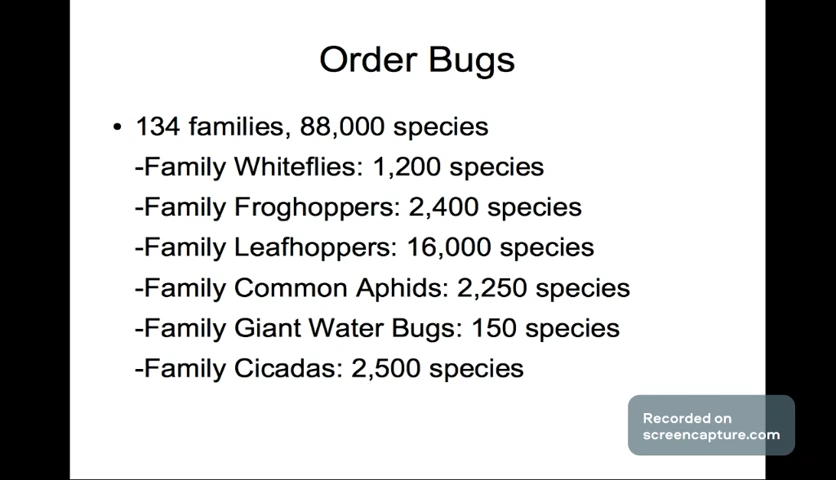 Order Bugs
• 134 families, 88,000 species
-Family Whiteflies: 1,200 species
-Family Froghoppers: 2,400 species
-Family Leafhoppers: 16,000 species
-Family Common Aphids: 2,250 species
-Family Giant Water Bugs: 150 species
-Family Cicadas: 2,500 species
Recorded on
screencapture.com